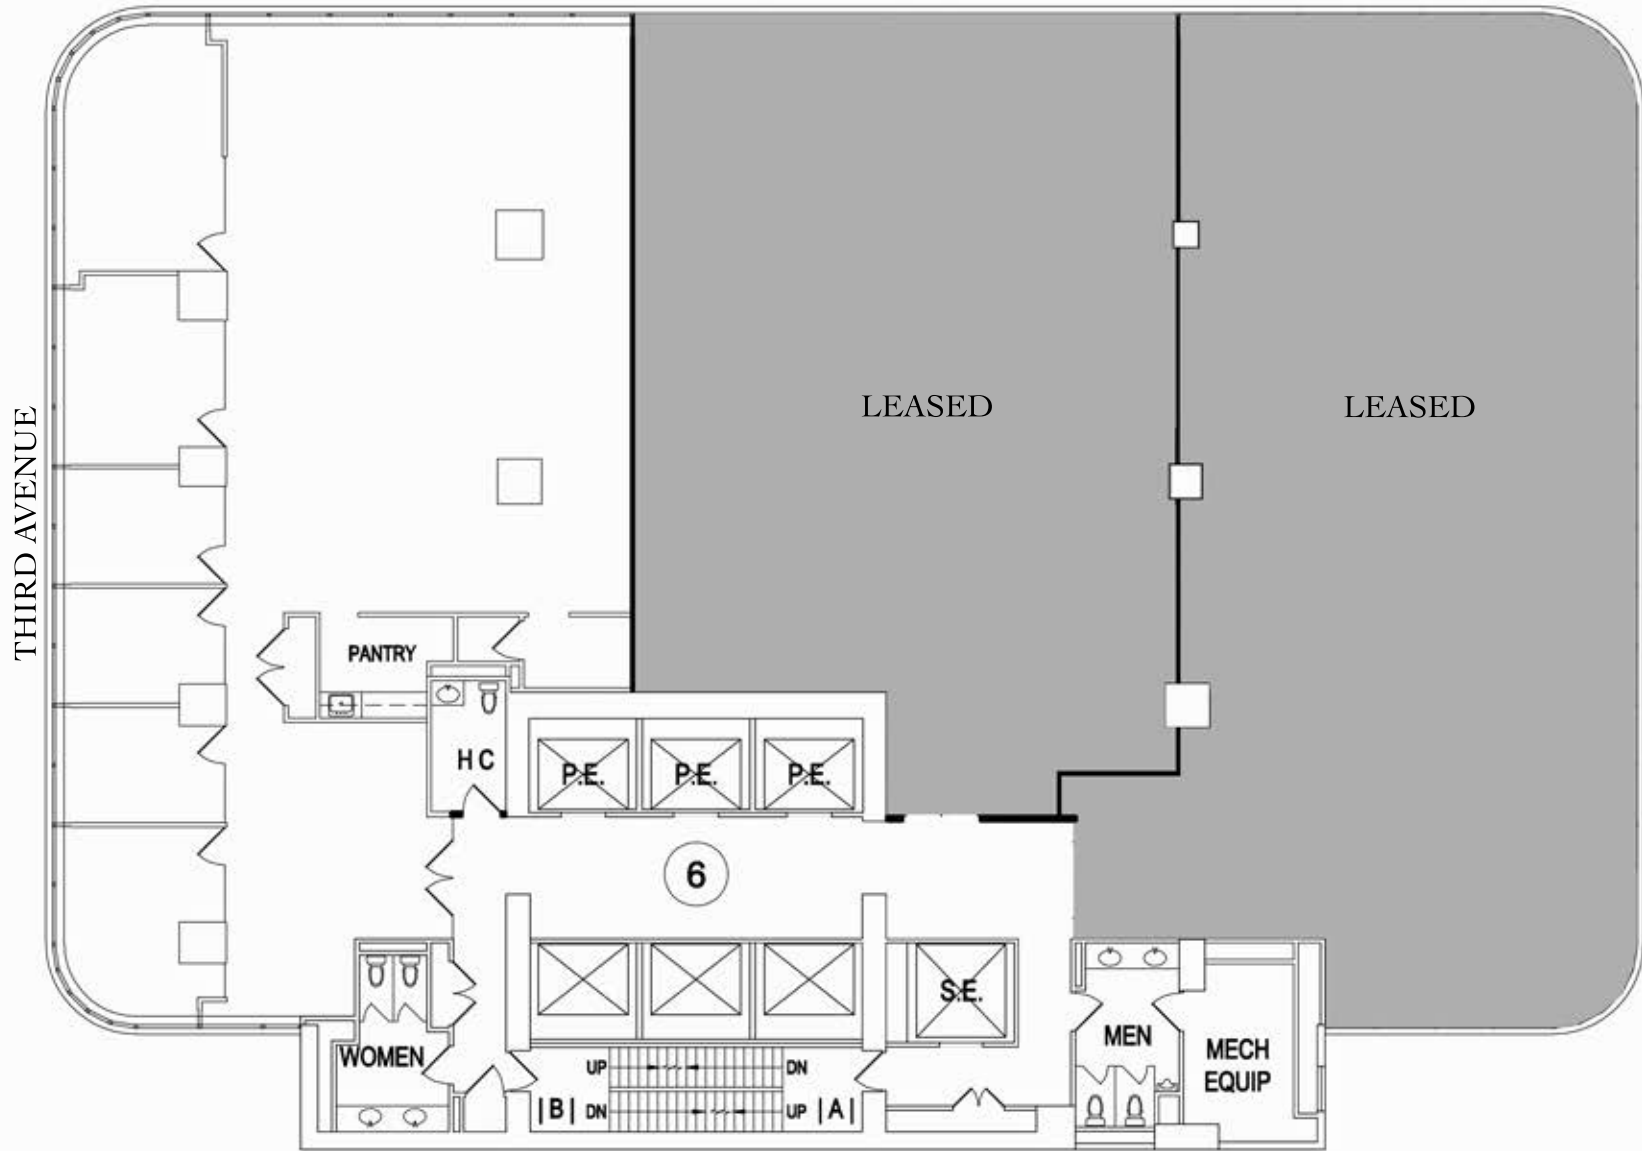 THIRD AVENUE
LEASED
LEASED
PANTRY
H C
P.E.
P.E.
P.E.
6
S.E.
WOMEN
MEN
MECH
EQUIP
UP
DN
|B|
DN
UP
|A|